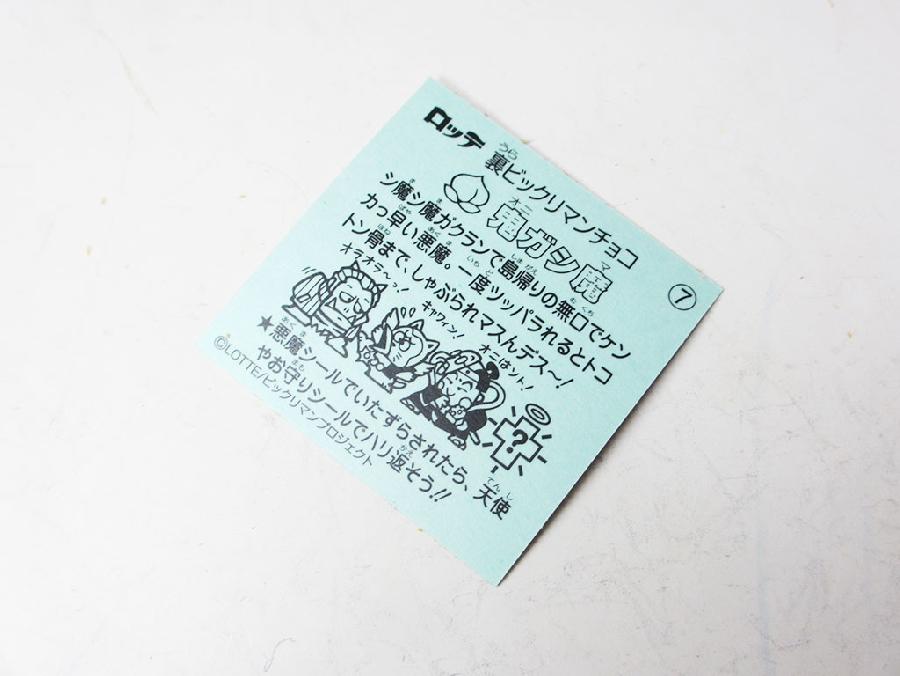 ロッテ 裏ビックリマンチョコ
鬼ガシ魔
⑦
シ魔シ魔ガクランで島帰りの無口でケン
カっ早い悪魔。一度ツッパラれるとトコ
トン骨まで、しゃぶられマスんデス〜!
オラオラ〜ッ!
キャウィン!
オニはソト!
?
★悪魔シールでいたずらされたら、天使
やお守りシールでハリ返そう!!
©LOTTE/ビックリマンプロジェクト